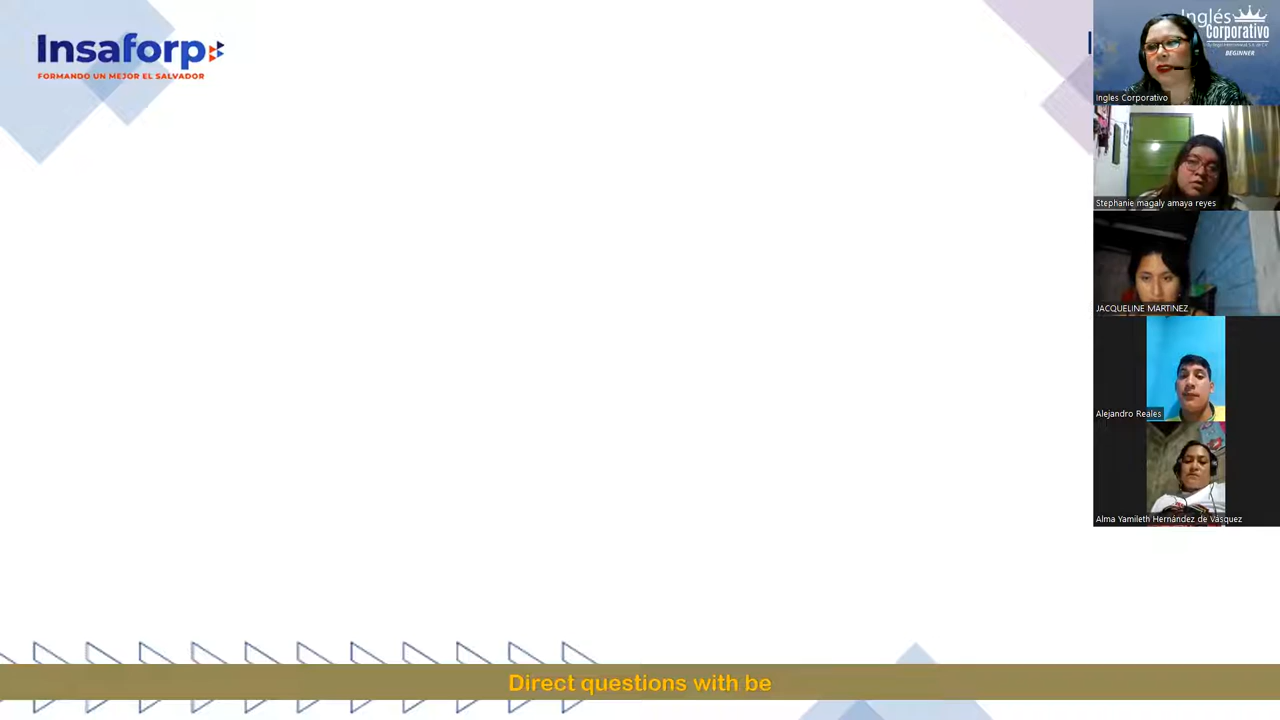 Insaforp
FORMANDO UN MEJOR EL SALVADOR
Inglés
Corporativo
BEGINNER
Ingles Corporativo
Stephanie magaly amaya reyes
JACQUELINE MARTINEZ
Alejandro Reales
Alma Yamileth Hernández de Vásquez
Direct questions with be